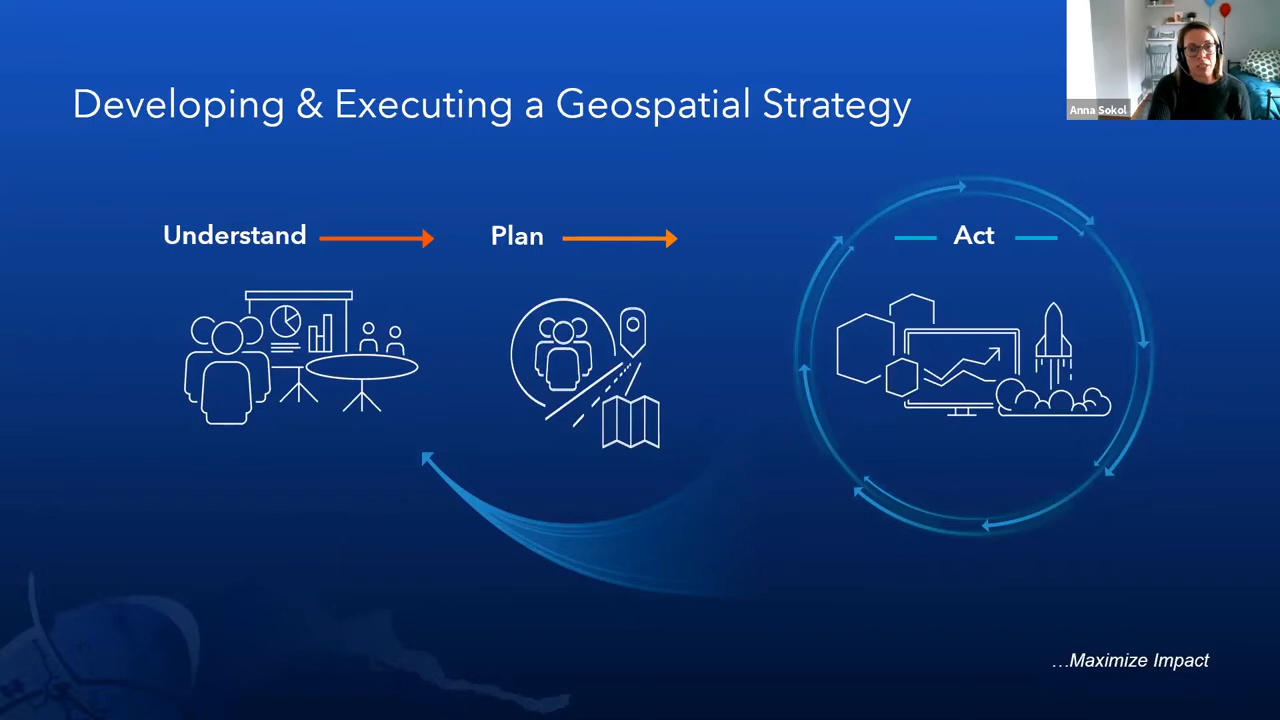 Developing & Executing a Geospatial Strategy
Anna Sokol
Understand
Plan
Act
...Maximize Impact